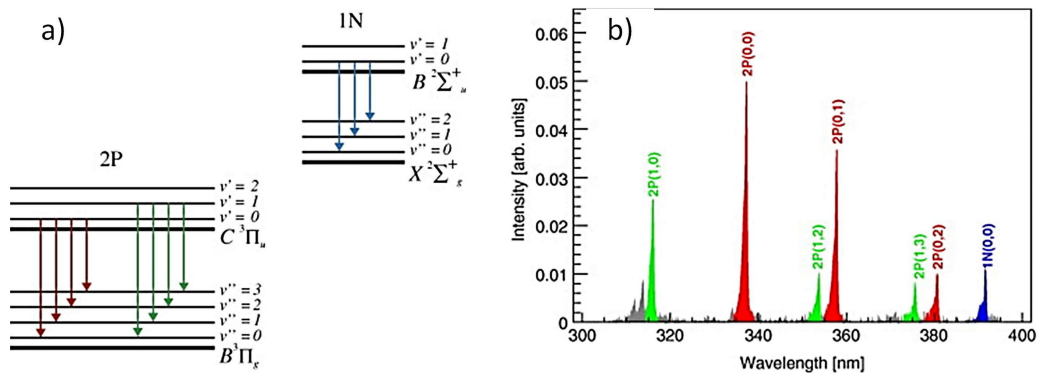 a)
1N
v' = 1
v' = 0
B ²Σ⁺ᵤ
v'' = 2
v'' = 1
v'' = 0
X ²Σ⁺g
2P
v' = 2
v' = 1
v' = 0
C ³Πᵤ
v'' = 3
v'' = 2
v'' = 1
v'' = 0
B ³Πg
b)
Intensity [arb. units]
0.06
0.05
0.04
0.03
0.02
0.01
0
2P(1,0)
2P(0,0)
2P(1,2)
2P(0,1)
2P(1,3)
2P(0,2)
1N(0,0)
300 320 340 360 380 400
Wavelength [nm]